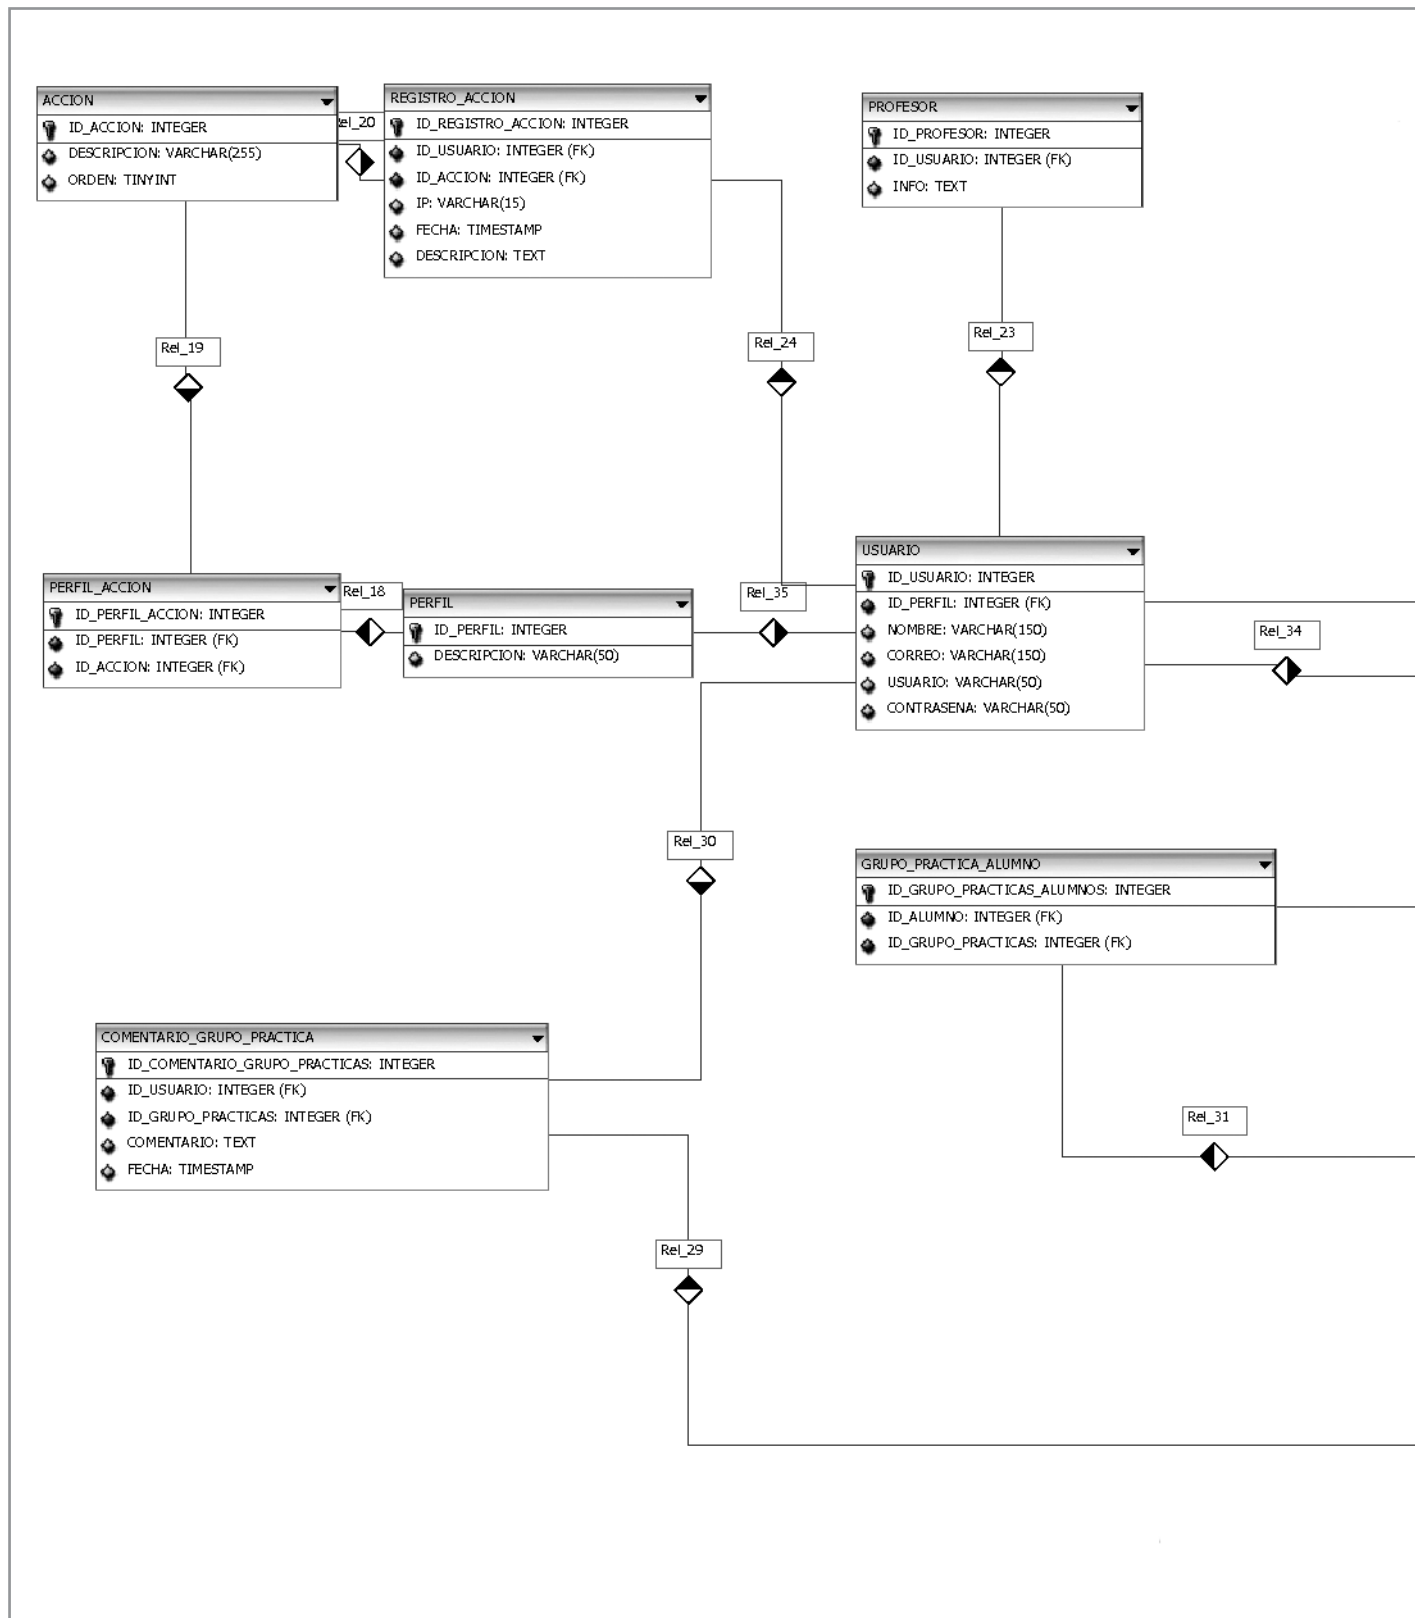 ACCION
ID_ACCION: INTEGER
DESCRIPCION: VARCHAR(255)
ORDEN: TINYINT
Rel_20
REGISTRO_ACCION
ID_REGISTRO_ACCION: INTEGER
ID_USUARIO: INTEGER (FK)
ID_ACCION: INTEGER (FK)
IP: VARCHAR(15)
FECHA: TIMESTAMP
DESCRIPCION: TEXT
PROFESOR
ID_PROFESOR: INTEGER
ID_USUARIO: INTEGER (FK)
INFO: TEXT
Rel_19
Rel_24
Rel_23
PERFIL_ACCION
ID_PERFIL_ACCION: INTEGER
ID_PERFIL: INTEGER (FK)
ID_ACCION: INTEGER (FK)
Rel_18
PERFIL
ID_PERFIL: INTEGER
DESCRIPCION: VARCHAR(50)
Rel_35
USUARIO
ID_USUARIO: INTEGER
ID_PERFIL: INTEGER (FK)
NOMBRE: VARCHAR(150)
CORREO: VARCHAR(150)
USUARIO: VARCHAR(50)
CONTRASENA: VARCHAR(50)
Rel_34
Rel_30
GRUPO_PRACTICA_ALUMNO
ID_GRUPO_PRACTICAS_ALUMNOS: INTEGER
ID_ALUMNO: INTEGER (FK)
ID_GRUPO_PRACTICAS: INTEGER (FK)
COMENTARIO_GRUPO_PRACTICA
ID_COMENTARIO_GRUPO_PRACTICAS: INTEGER
ID_USUARIO: INTEGER (FK)
ID_GRUPO_PRACTICAS: INTEGER (FK)
COMENTARIO: TEXT
FECHA: TIMESTAMP
Rel_31
Rel_29